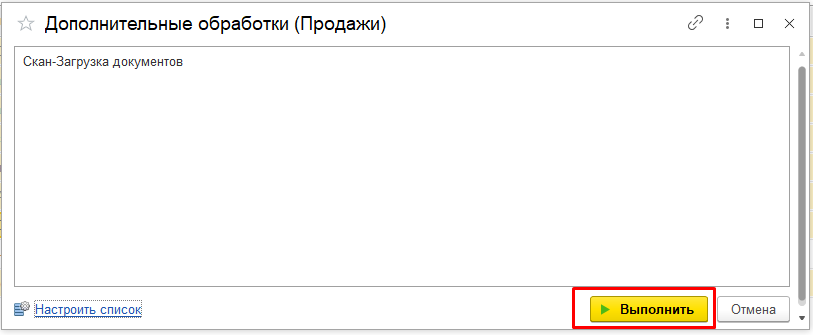 Дополнительные обработки (Продажи)
Скан-Загрузка документов
Настроить список
Выполнить
Отмена